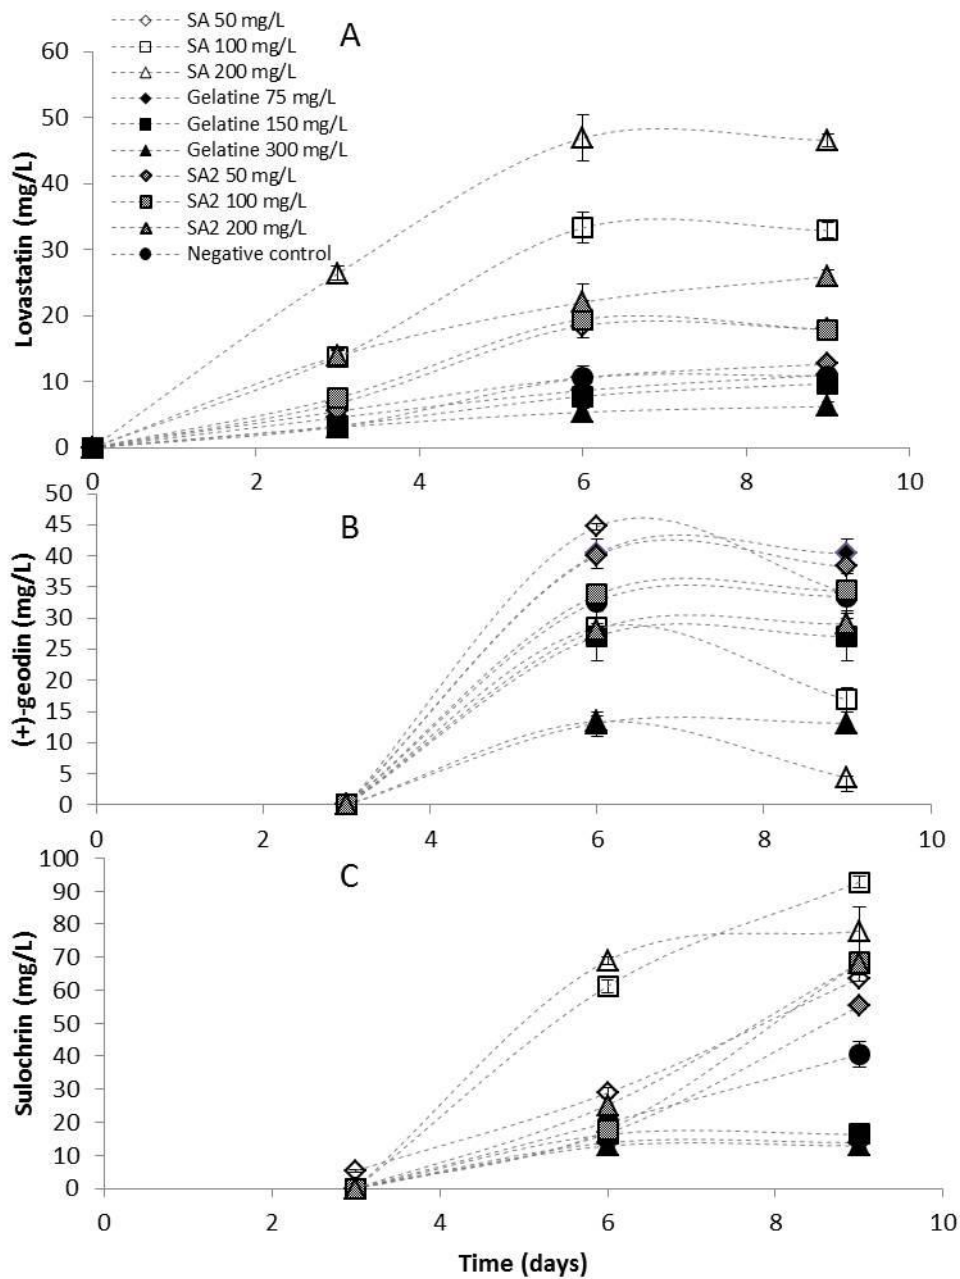 SA 50 mg/L
SA 100 mg/L
SA 200 mg/L
Gelatine 75 mg/L
Gelatine 150 mg/L
Gelatine 300 mg/L
SA2 50 mg/L
SA2 100 mg/L
SA2 200 mg/L
Negative control
A
Lovastatin (mg/L)
60
50
40
30
20
10
0
0 2 4 6 8 10
B
(+)-geodin (mg/L)
50
45
40
35
30
25
20
15
10
5
0
0 2 4 6 8 10
C
Sulochrin (mg/L)
100
90
80
70
60
50
40
30
20
10
0
0 2 4 6 8 10
Time (days)